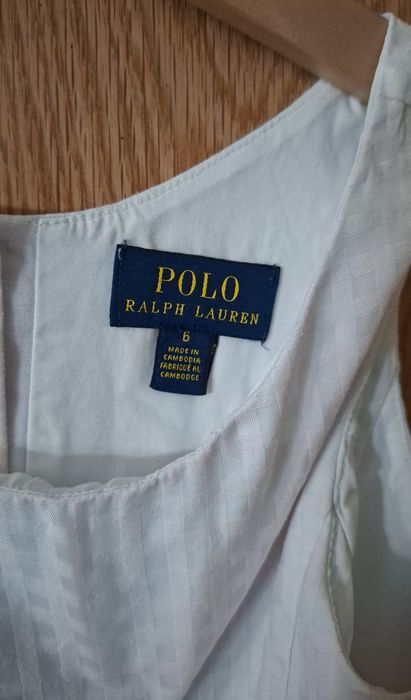 POLO
RALPH LAUREN
6
MADE IN
CAMBODIA
FABRIQUÉ AU
CAMBODGE